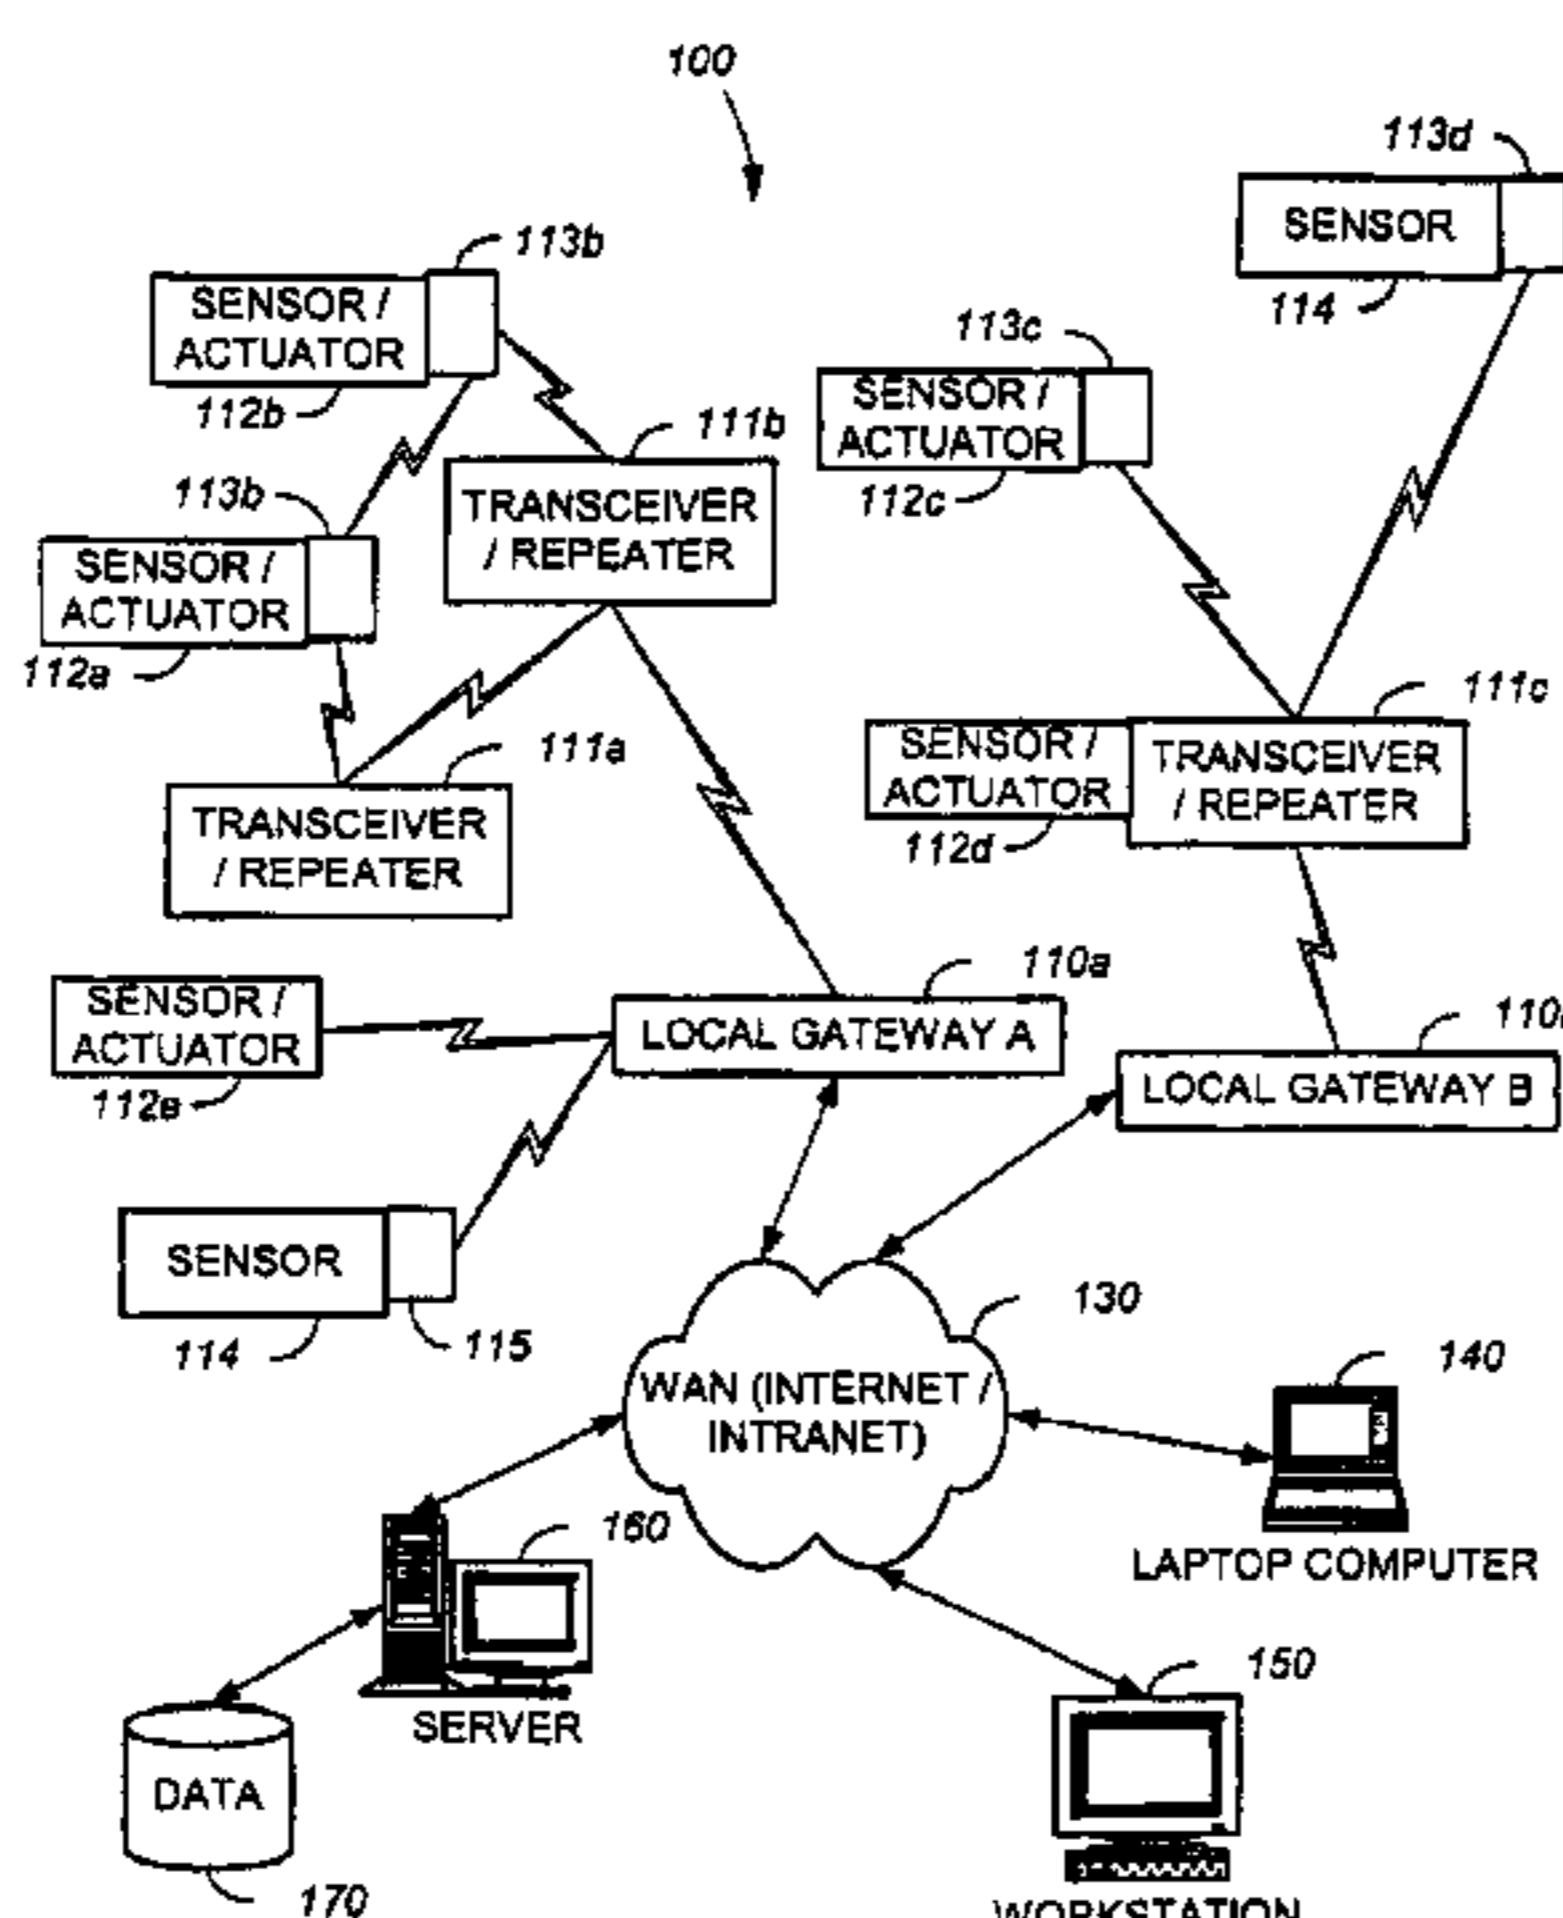 100
113d
SENSOR
114
113b
SENSOR /
ACTUATOR
112b
113c
SENSOR /
ACTUATOR
112c
111b
TRANSCEIVER
/ REPEATER
113b
SENSOR /
ACTUATOR
112a
111c
SENSOR /
ACTUATOR
112d
TRANSCEIVER
/ REPEATER
111a
TRANSCEIVER
/ REPEATER
110a
SENSOR /
ACTUATOR
112e
LOCAL GATEWAY A
110
LOCAL GATEWAY B
SENSOR
114
115
130
WAN (INTERNET /
INTRANET)
140
LAPTOP COMPUTER
160
SERVER
150
DATA
170
WORKSTATION